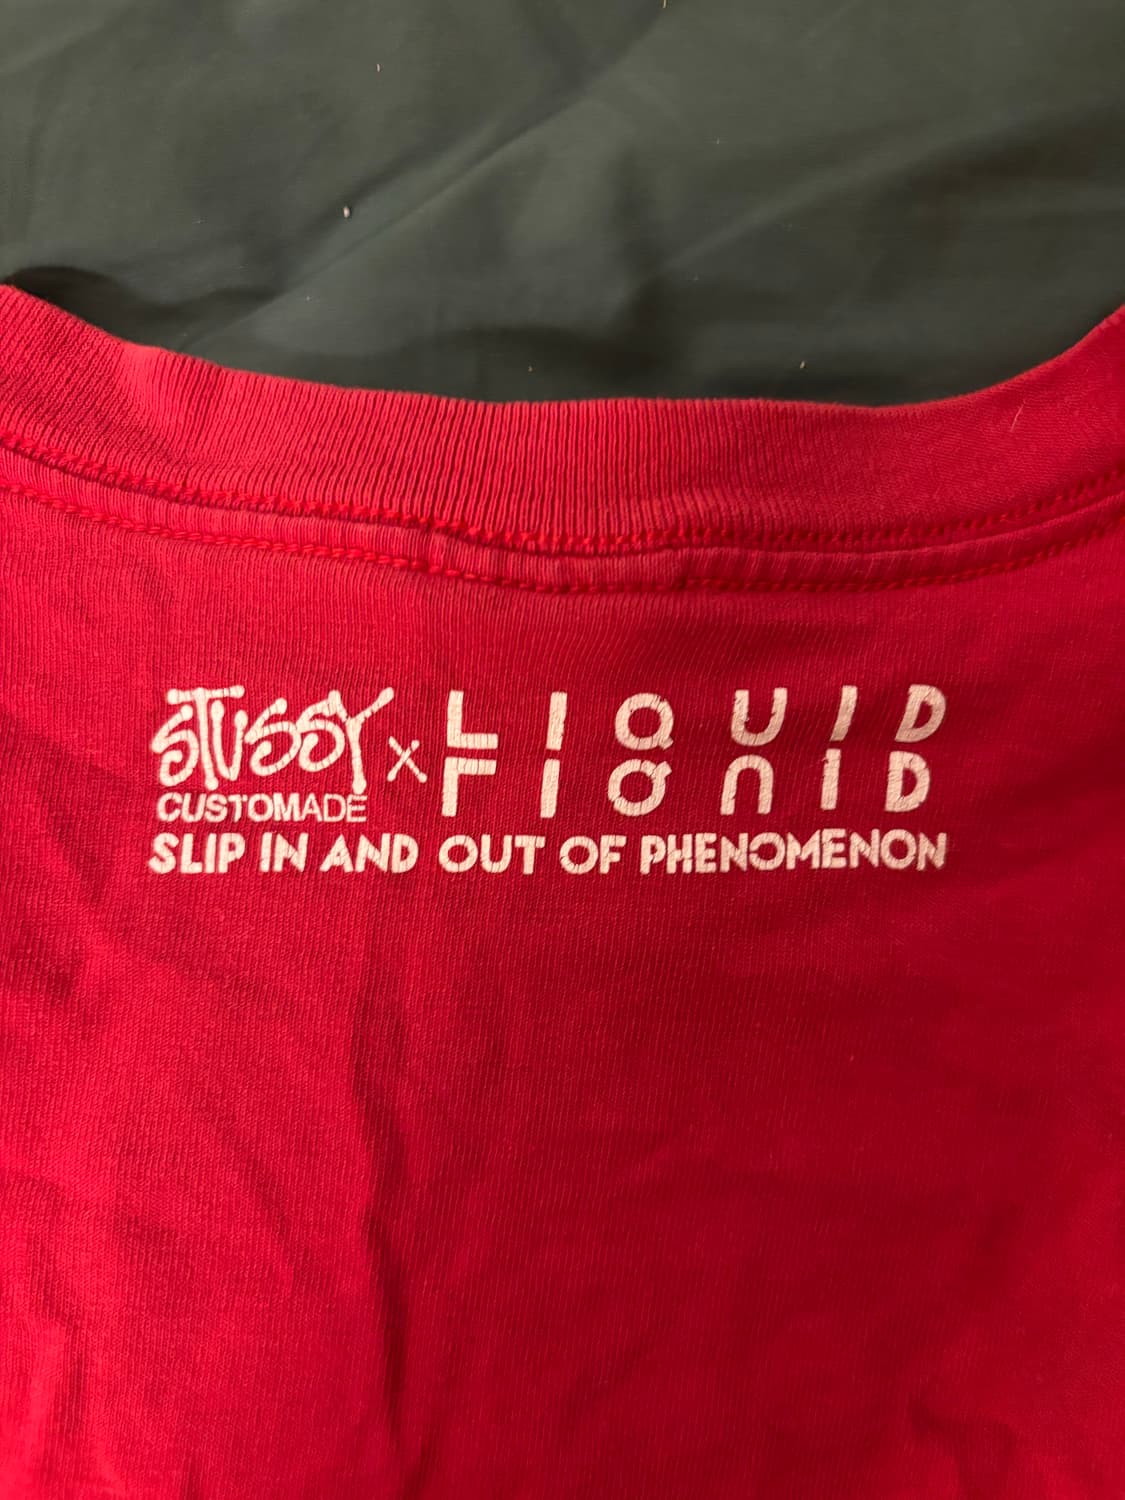 STUSSY X LIQUID
CUSTOMADE LIQUID
SLIP IN AND OUT OF PHENOMENON